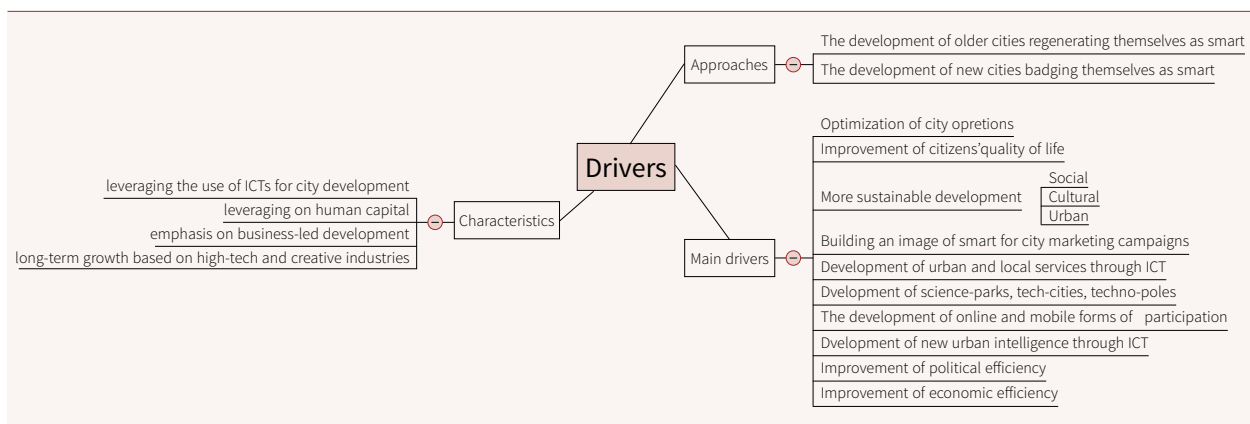 Drivers
Approaches
The development of older cities regenerating themselves as smart
The development of new cities badging themselves as smart
Main drivers
Optimization of city opretions
Improvement of citizens'quality of life
More sustainable development
Social
Cultural
Urban
Building an image of smart for city marketing campaigns
Development of urban and local services through ICT
Dvelopment of science-parks, tech-cities, techno-poles
The development of online and mobile forms of participation
Dvelopment of new urban intelligence through ICT
Improvement of political efficiency
Improvement of economic efficiency
Characteristics
leveraging the use of ICTs for city development
leveraging on human capital
emphasis on business-led development
long-term growth based on high-tech and creative industries